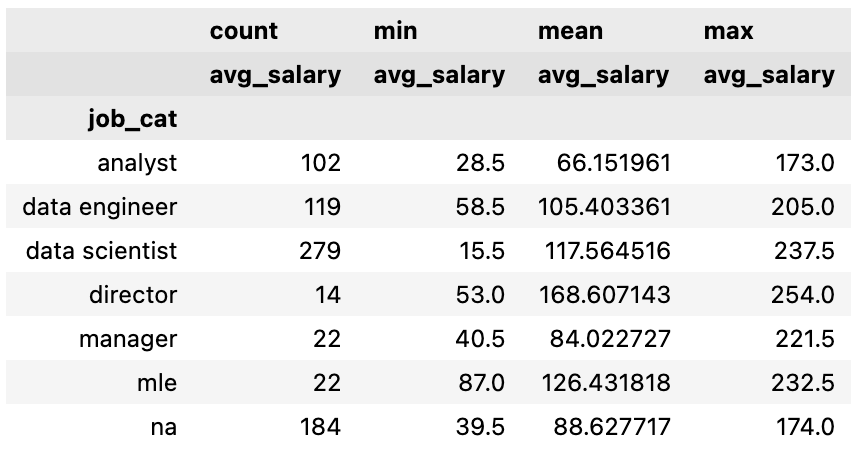 count min mean max
avg_salary avg_salary avg_salary avg_salary
job_cat
analyst 102 28.5 66.151961 173.0
data engineer 119 58.5 105.403361 205.0
data scientist 279 15.5 117.564516 237.5
director 14 53.0 168.607143 254.0
manager 22 40.5 84.022727 221.5
mle 22 87.0 126.431818 232.5
na 184 39.5 88.627717 174.0